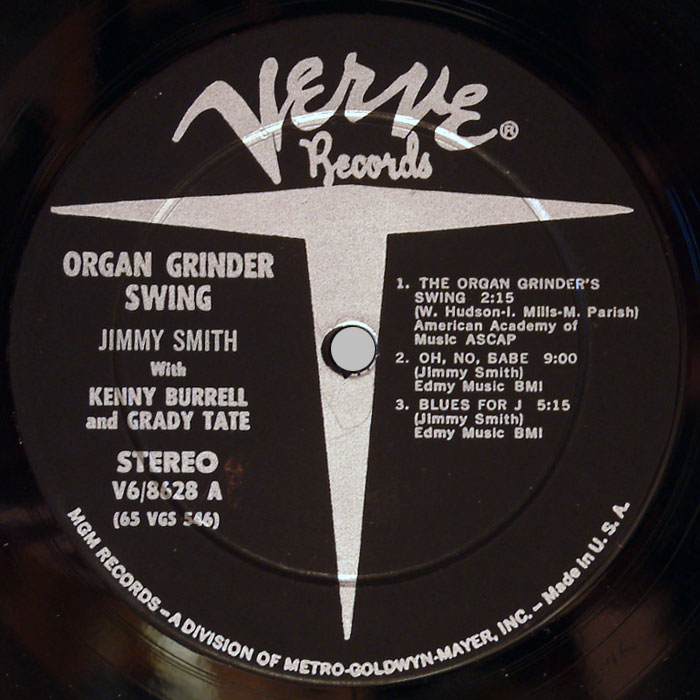 Verve ®
Records
ORGAN GRINDER
SWING
JIMMY SMITH
With
KENNY BURRELL
and GRADY TATE
STEREO
V6/8628 A
(65 VGS 546)
1. THE ORGAN GRINDER'S
SWING 2:15
(W. Hudson-I. Mills-M. Parish)
American Academy of
Music ASCAP
2. OH, NO, BABE 9:00
(Jimmy Smith)
Edmy Music BMI
3. BLUES FOR J 5:15
(Jimmy Smith)
Edmy Music BMI
MGM RECORDS – A DIVISION OF METRO-GOLDWYN-MAYER, INC. – Made in U. S. A.